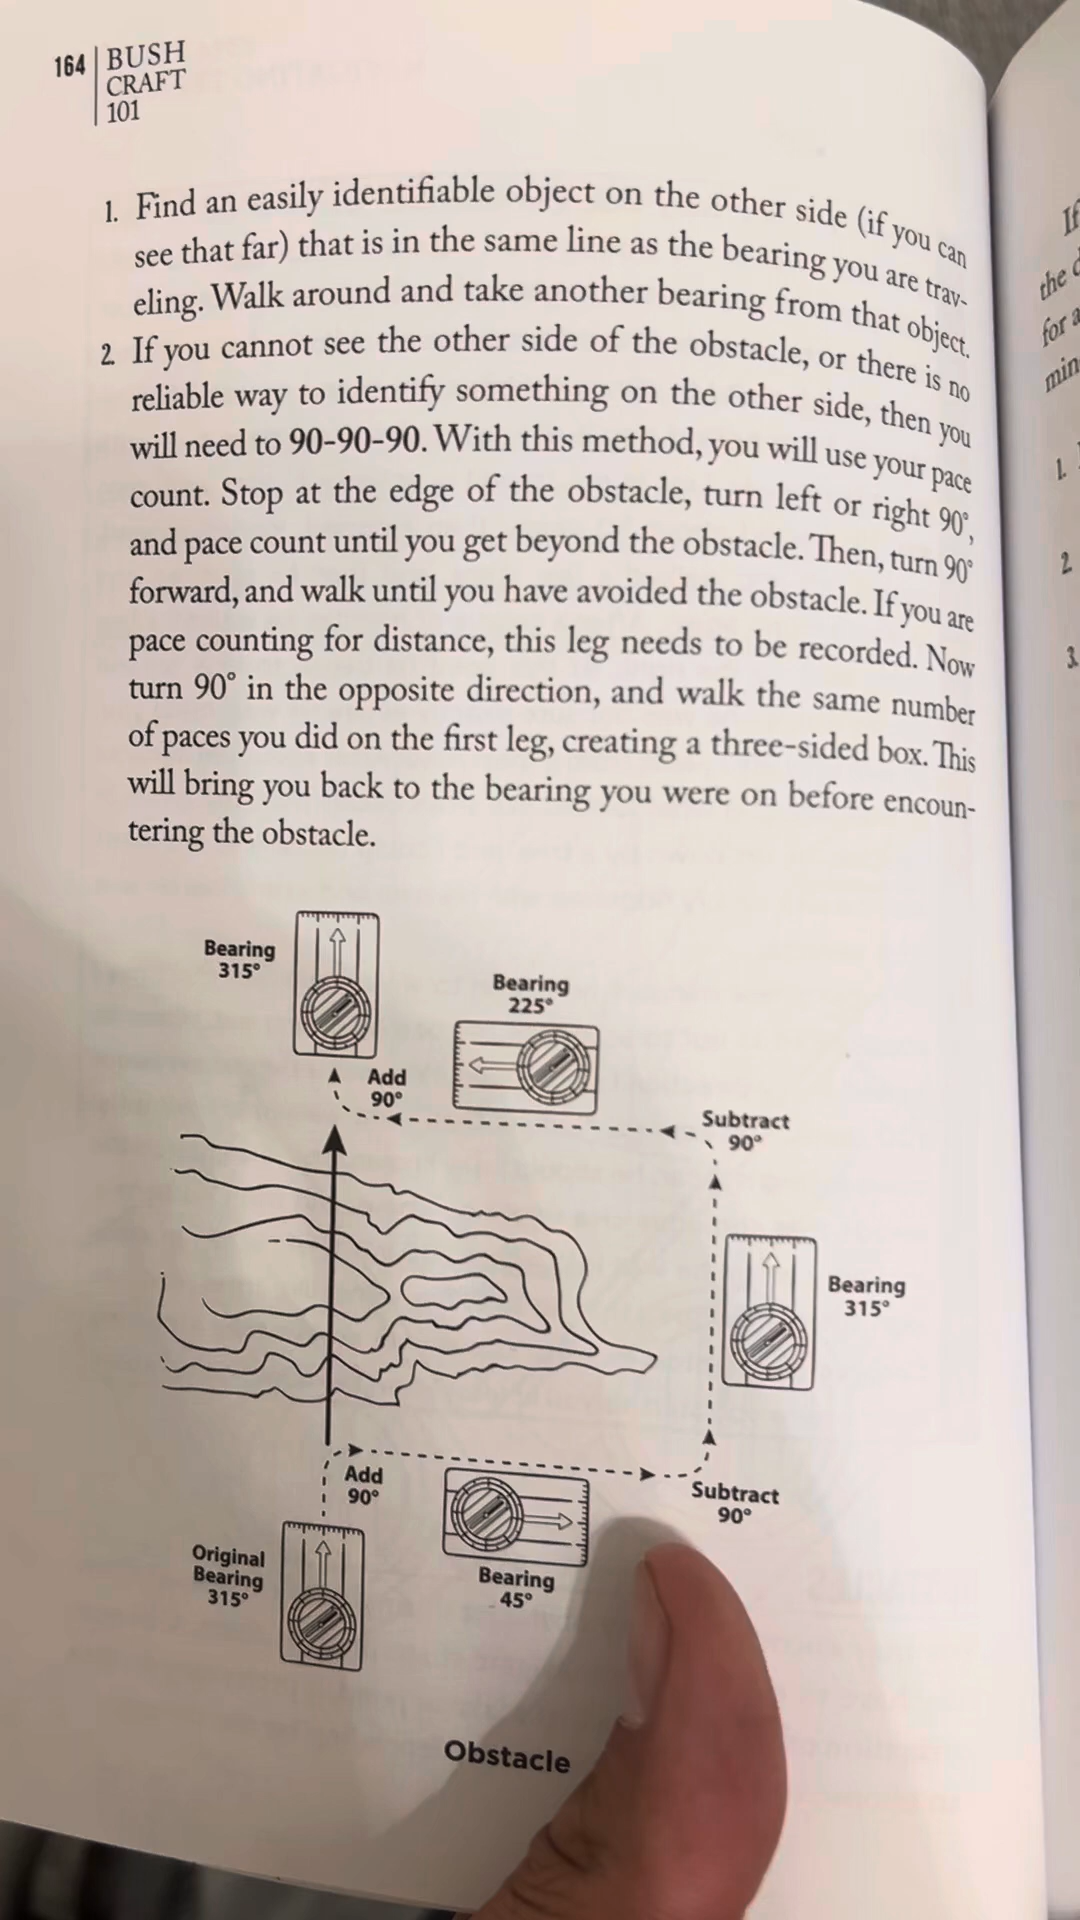 164 BUSH
CRAFT
101
1. Find an easily identifiable object on the other side (if you can
see that far) that is in the same line as the bearing you are trav-
eling. Walk around and take another bearing from that object.
2. If you cannot see the other side of the obstacle, or there is no
reliable way to identify something on the other side, then you
will need to 90-90-90. With this method, you will use your pace
count. Stop at the edge of the obstacle, turn left or right 90°,
and pace count until you get beyond the obstacle. Then, turn 90°
forward, and walk until you have avoided the obstacle. If you are
pace counting for distance, this leg needs to be recorded. Now
turn 90° in the opposite direction, and walk the same number
of paces you did on the first leg, creating a three-sided box. This
will bring you back to the bearing you were on before encoun-
tering the obstacle.
Bearing
315°
Bearing
225°
Add
90°
Subtract
90°
Bearing
315°
Add
90°
Subtract
90°
Original
Bearing
315°
Bearing
45°
Obstacle
If
the
for a
min
1.
2.
3.